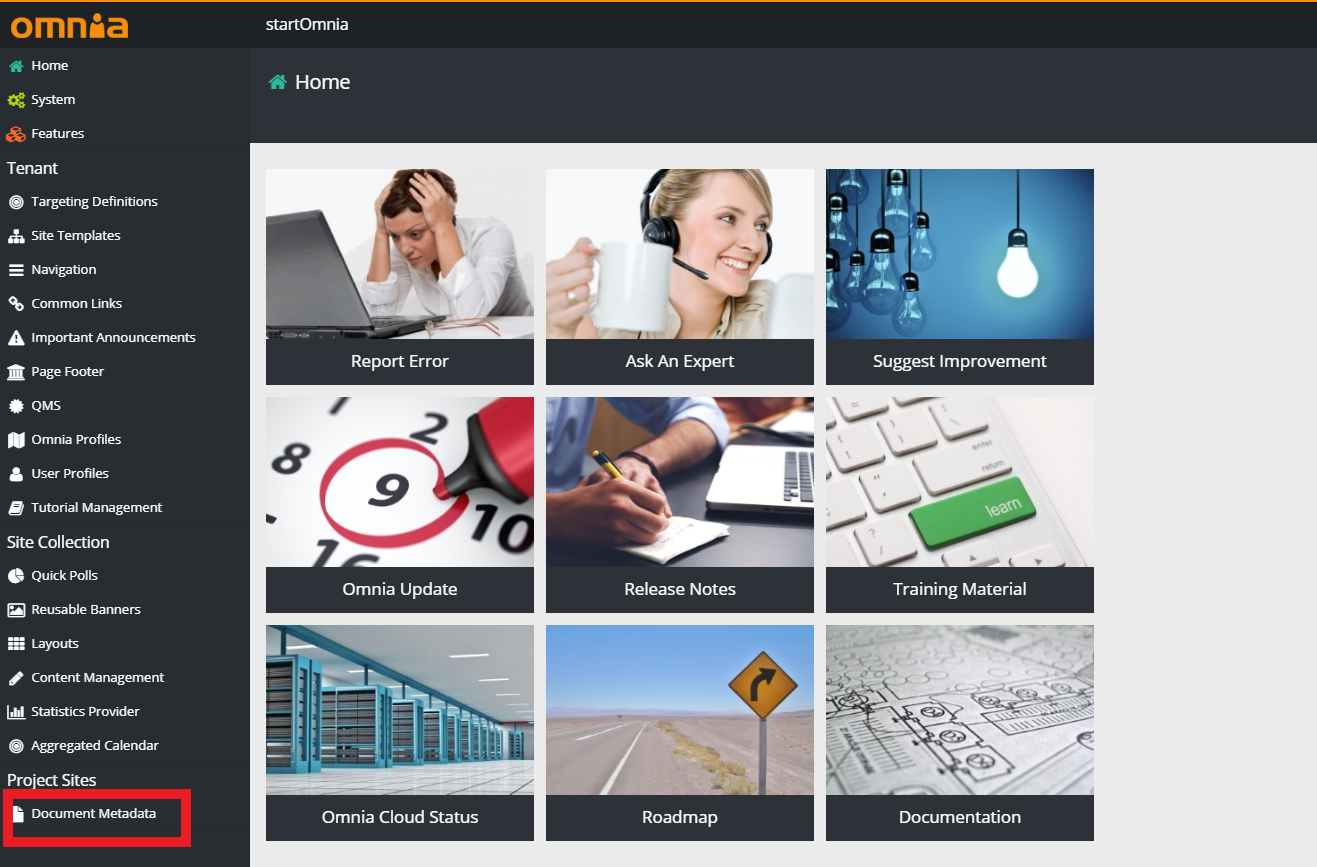 omnia
startOmnia
Home
System
Features
Tenant
Targeting Definitions
Site Templates
Navigation
Common Links
Important Announcements
Page Footer
QMS
Omnia Profiles
User Profiles
Tutorial Management
Site Collection
Quick Polls
Reusable Banners
Layouts
Content Management
Statistics Provider
Aggregated Calendar
Project Sites
Document Metadata
Home
Report Error
Ask An Expert
Suggest Improvement
1
2
8
9
10
16
enter
return
learn
Omnia Update
Release Notes
Training Material
Omnia Cloud Status
Roadmap
Documentation